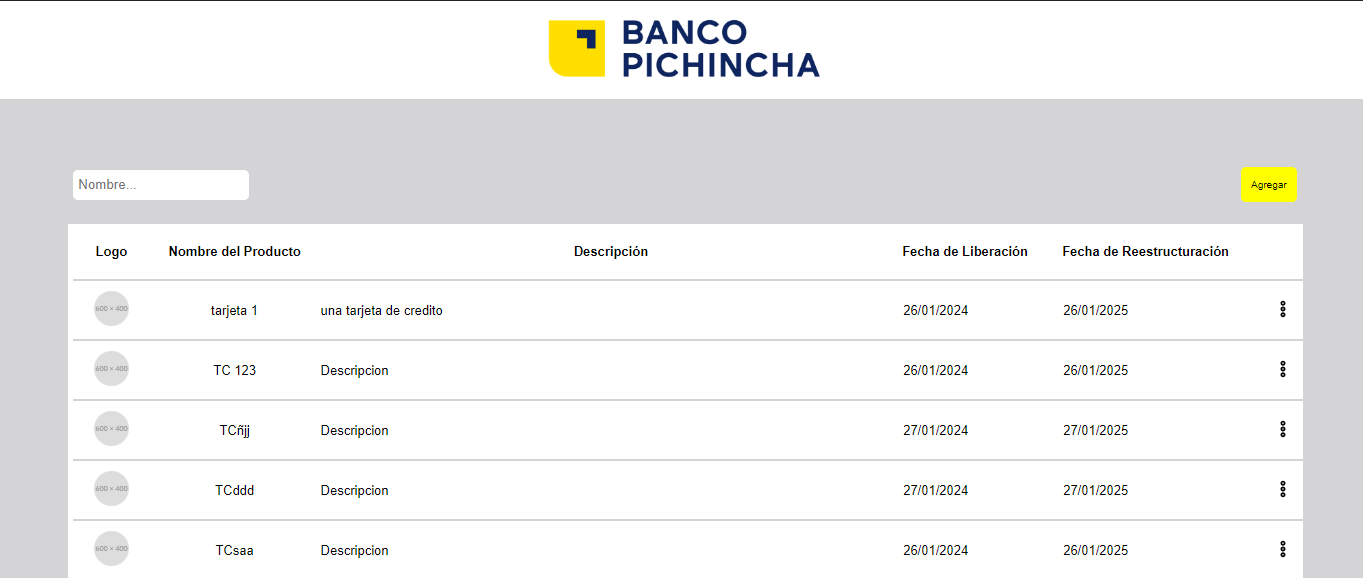 BANCO
PICHINCHA
Nombre...
Agregar
Logo Nombre del Producto Descripción Fecha de Liberación Fecha de Reestructuración
600 × 400 tarjeta 1 una tarjeta de credito 26/01/2024 26/01/2025
600 × 400 TC 123 Descripcion 26/01/2024 26/01/2025
600 × 400 TCñjj Descripcion 27/01/2024 27/01/2025
600 × 400 TCddd Descripcion 27/01/2024 27/01/2025
600 × 400 TCsaa Descripcion 26/01/2024 26/01/2025